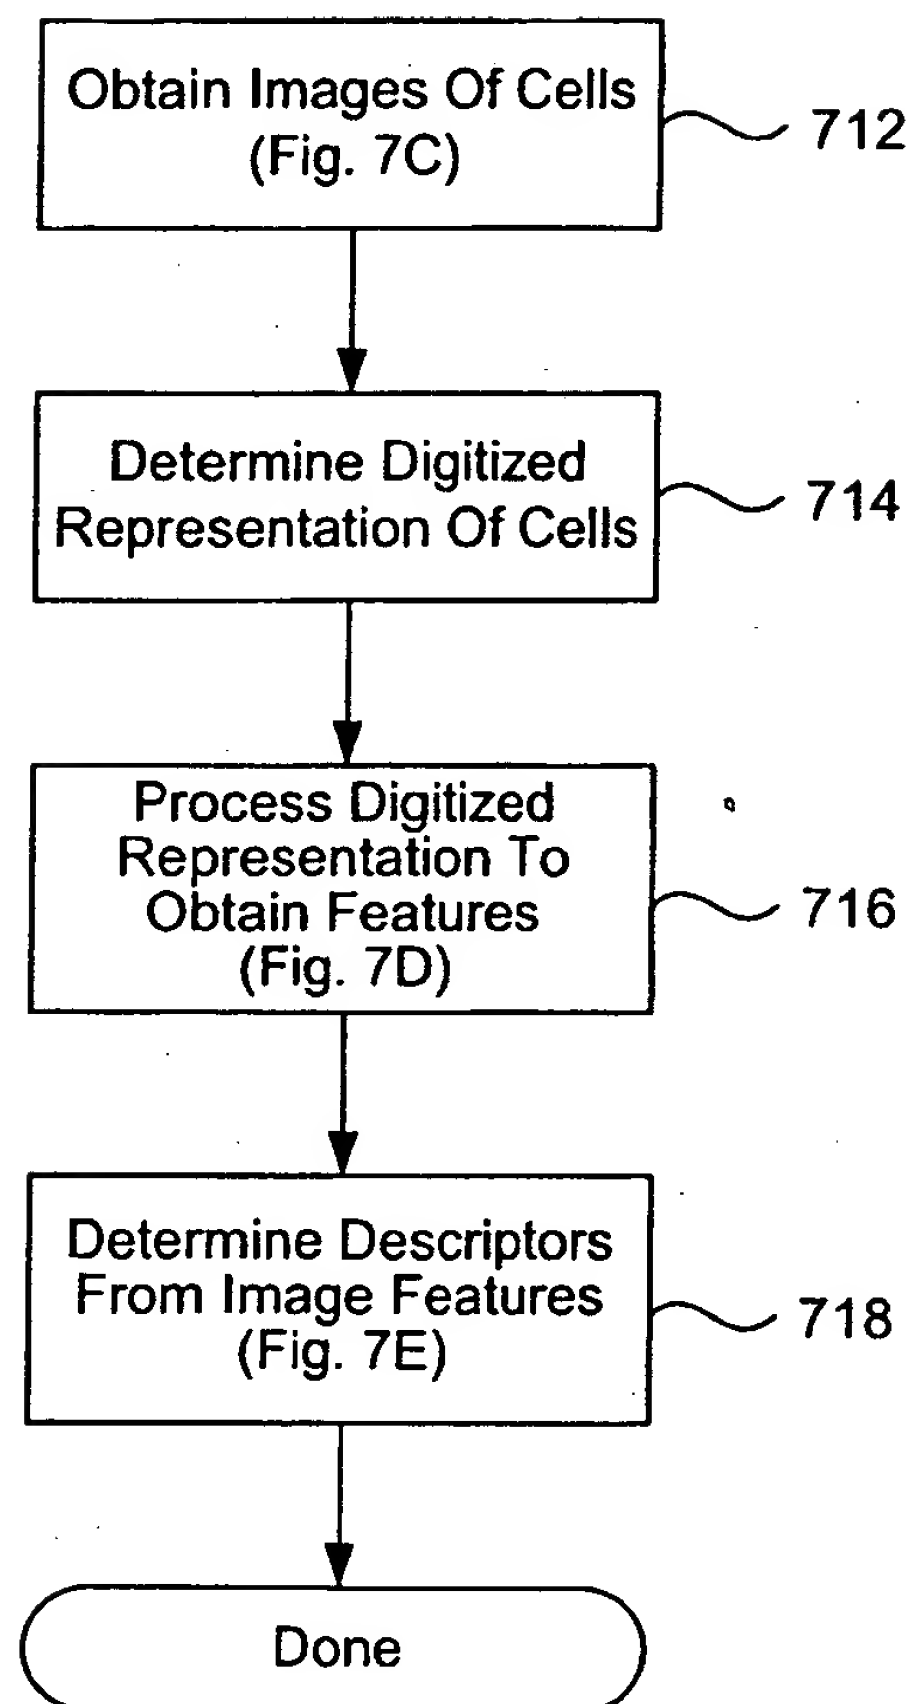 Obtain Images Of Cells
(Fig. 7C)
712
Determine Digitized
Representation Of Cells
714
Process Digitized
Representation To
Obtain Features
(Fig. 7D)
716
Determine Descriptors
From Image Features
(Fig. 7E)
718
Done